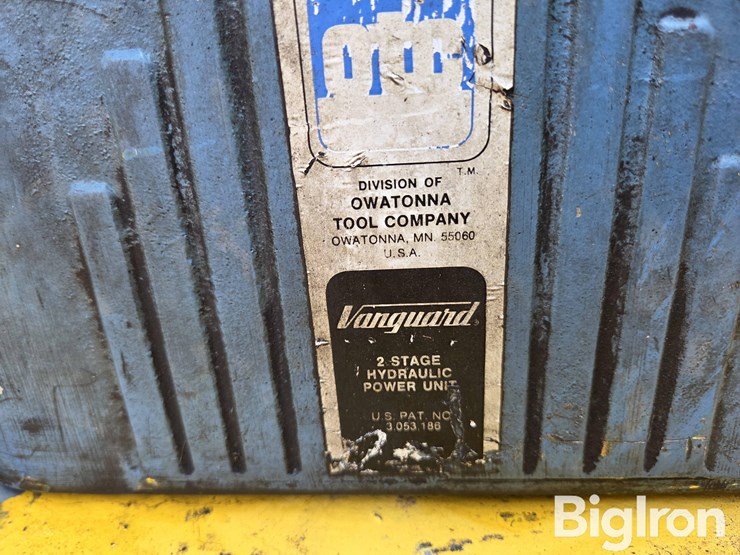 T.M.
DIVISION OF
OWATONNA
TOOL COMPANY
OWATONNA, MN. 55060
U.S.A.
Vanguard®
2-STAGE
HYDRAULIC
POWER UNIT
U.S. PAT. NO.
3,053,186
BigIron